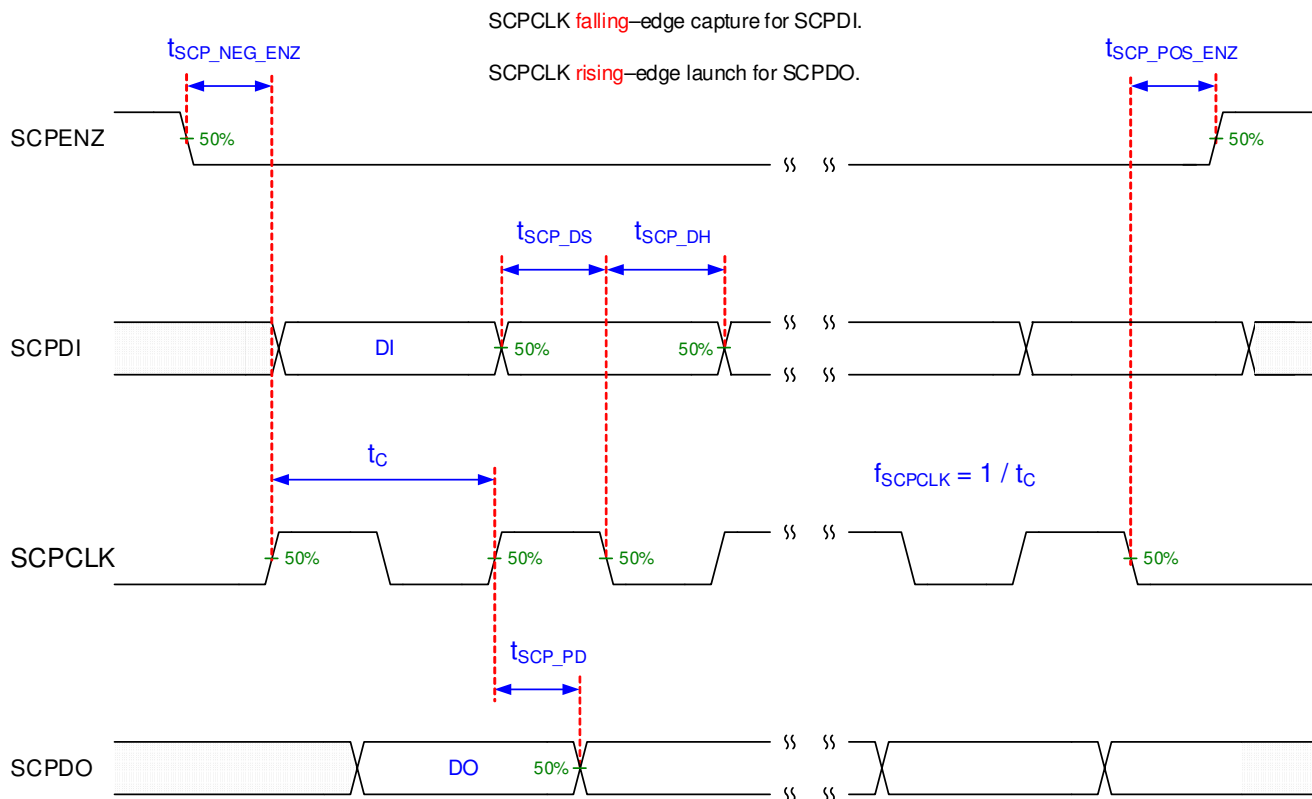 SCPCLK falling–edge capture for SCPDI.
SCPCLK rising–edge launch for SCPDO.
tSCP_NEG_ENZ
tSCP_POS_ENZ
SCPENZ
50%
50%
tSCP_DS
tSCP_DH
SCPDI
DI
50%
50%
tC
fSCPCLK = 1 / tC
SCPCLK
50%
50%
50%
50%
tSCP_PD
SCPDO
DO
50%